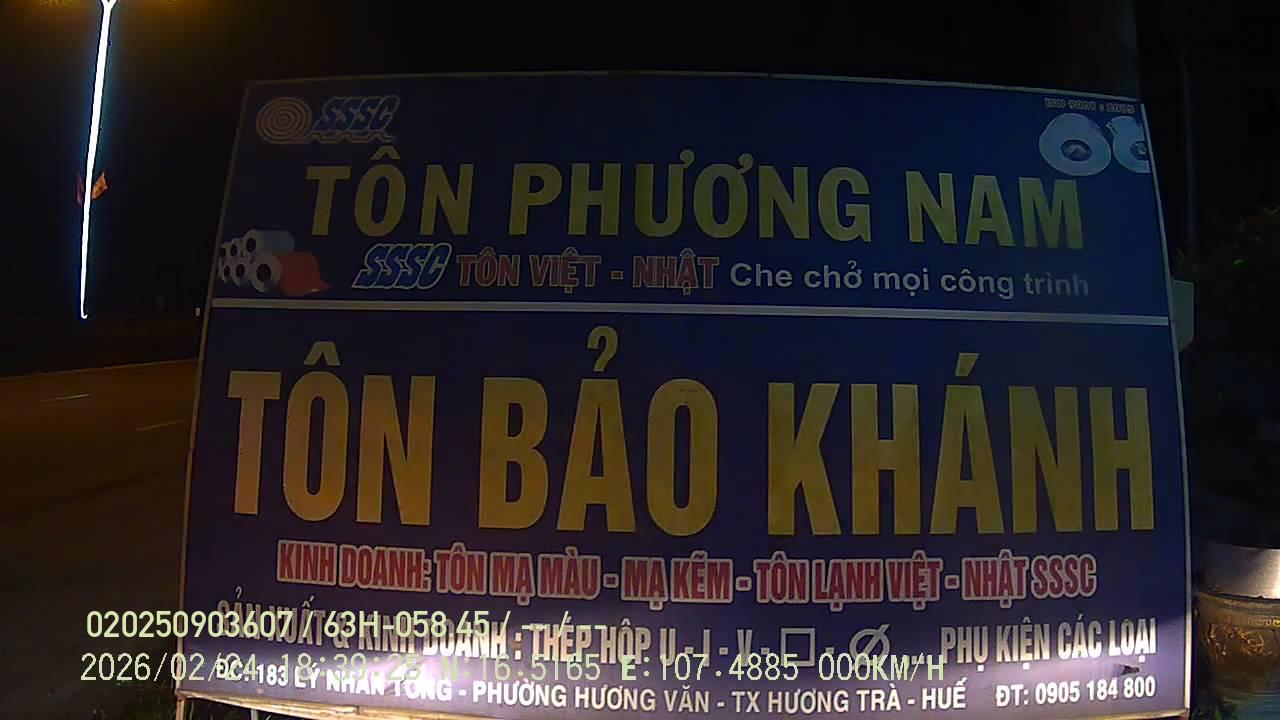 SSSC
ISO 9001 : 2015
TÔN PHƯƠNG NAM
SSSC TÔN VIỆT - NHẬT Che chở mọi công trình
TÔN BẢO KHÁNH
KINH DOANH: TÔN MẠ MÀU - MẠ KẼM - TÔN LẠNH VIỆT - NHẬT SSSC
SẢN XUẤT & KINH DOANH : THÉP HỘP U - I - V - □ - Ø ... PHỤ KIỆN CÁC LOẠI
020250903607 / 63H-058.45 / -- / --
2026/02/04 18:39:25 N:16.5165 E:107.4885 000KM/H
ĐC: 183 LÝ NHÂN TÔNG - PHƯỜNG HƯƠNG VĂN - TX HƯƠNG TRÀ - HUẾ ĐT: 0905 184 800